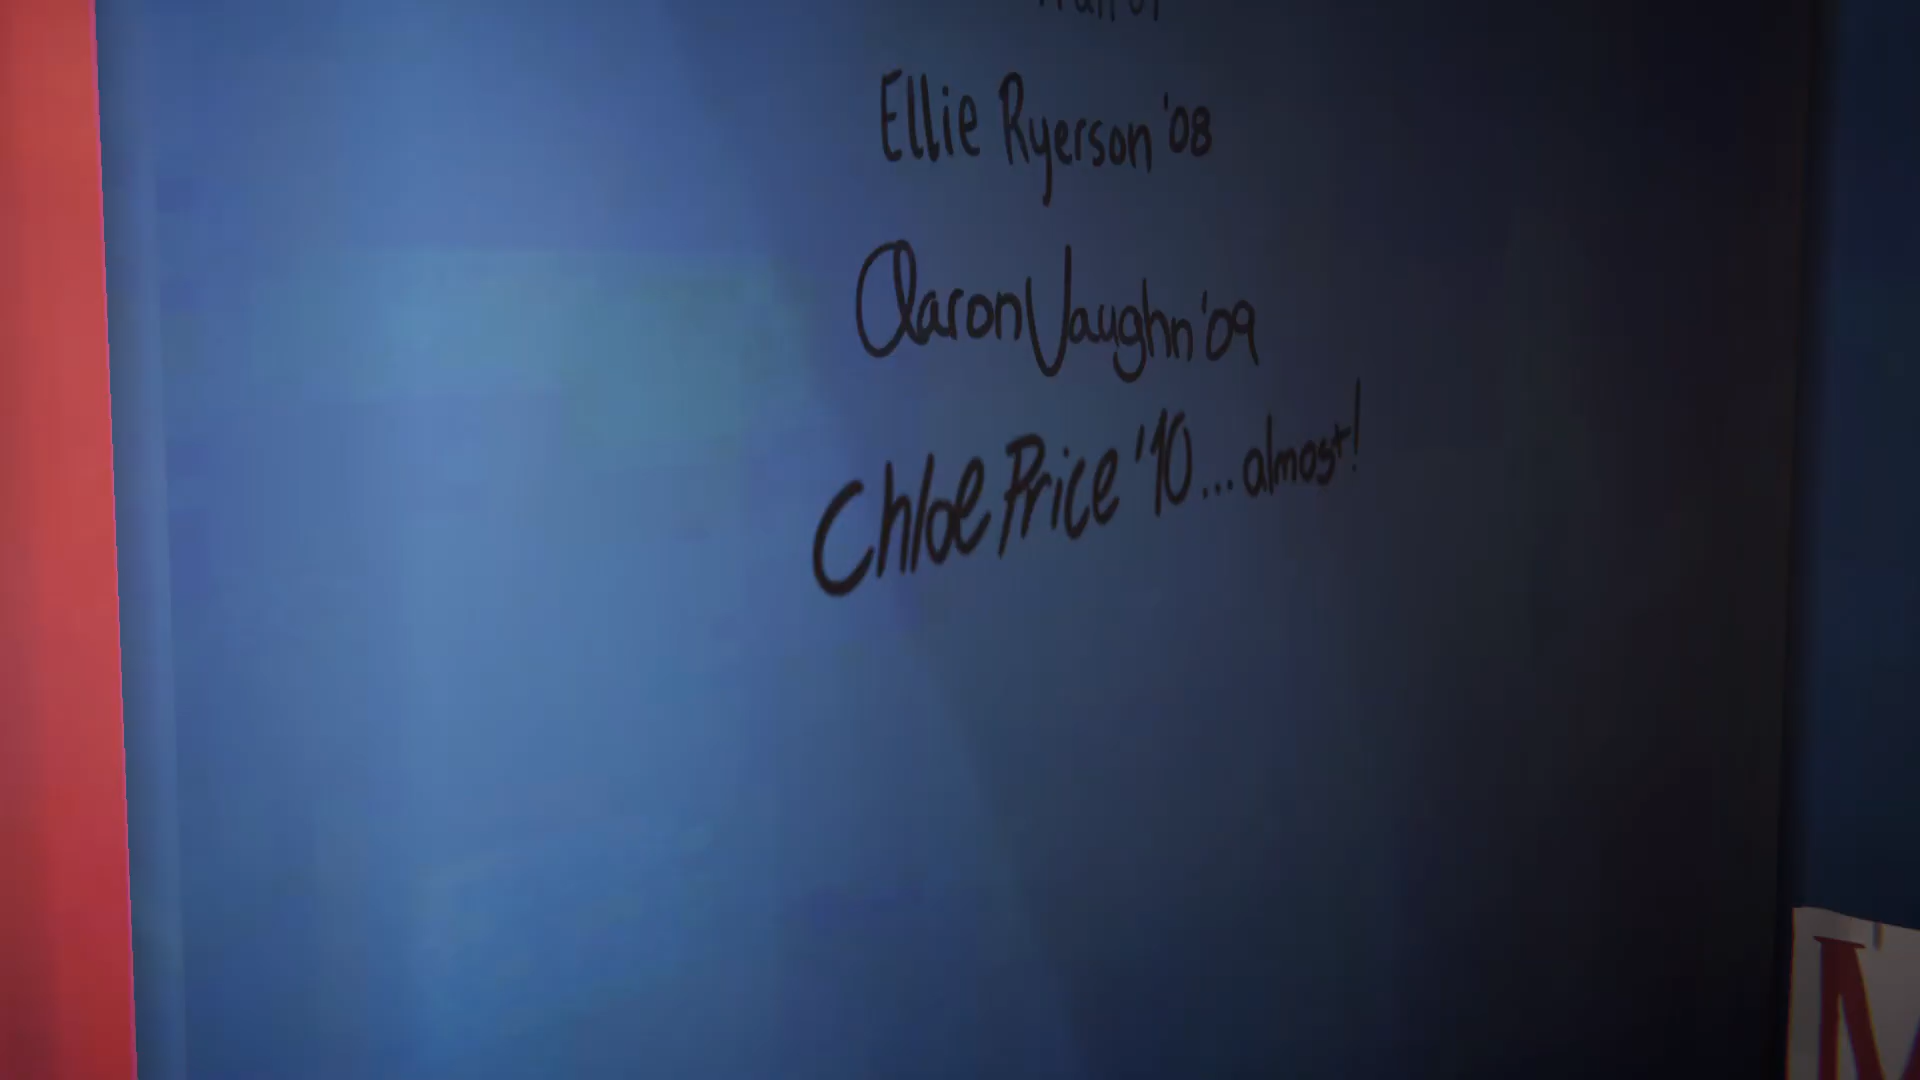 Ellie Ryerson '08
Aaron Vaughn '09
Chloe Price '10... almost!
M